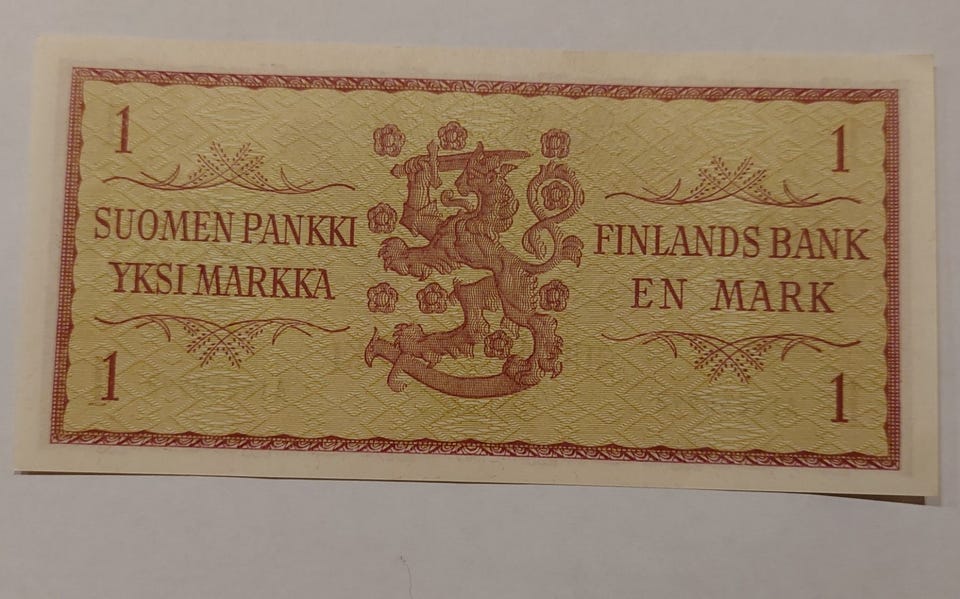 1
1
SUOMEN PANKKI
YKSI MARKKA
FINLANDS BANK
EN MARK
1
1